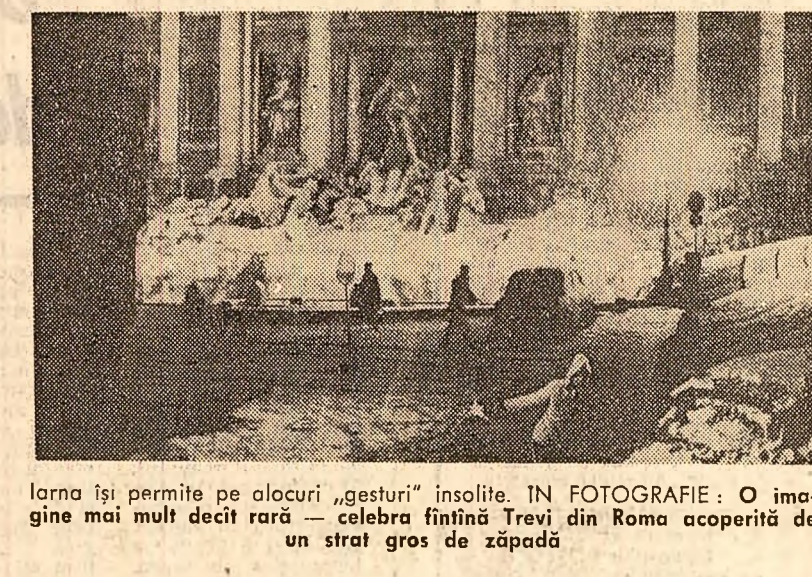 Iarna își permite pe alocuri „gesturi” insolite. IN FOTOGRAFIE : O ima-
gine mai mult decît rară — celebra fîntînă Trevi din Roma acoperită de
un strat gros de zăpadă